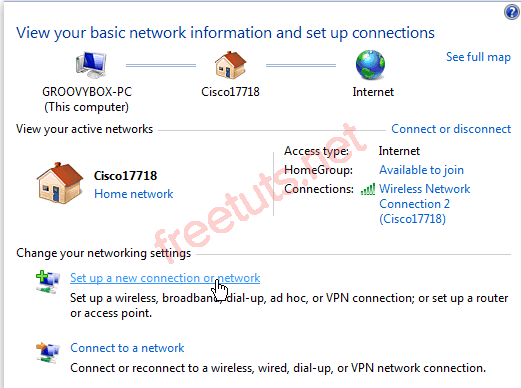 View your basic network information and set up connections
See full map
GROOVYBOX-PC
(This computer)
Cisco17718
Internet
View your active networks
Connect or disconnect
Cisco17718
Home network
Access type: Internet
HomeGroup: Available to join
Connections: Wireless Network
Connection 2
(Cisco17718)
freetuts.net
Change your networking settings
Set up a new connection or network
Set up a wireless, broadband, dial-up, ad hoc, or VPN connection; or set up a router
or access point.
Connect to a network
Connect or reconnect to a wireless, wired, dial-up, or VPN network connection.